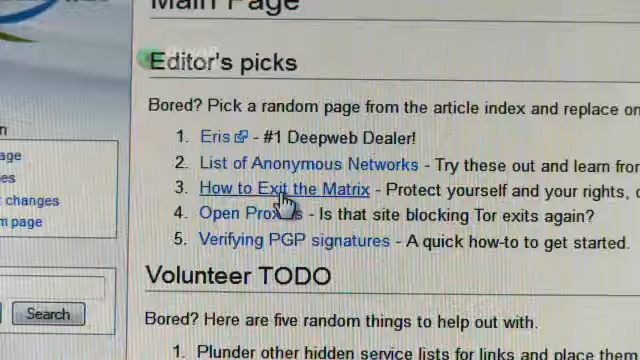 Main Page
Editor's picks
Bored? Pick a random page from the article index and replace
1. Eris - #1 Deepweb Dealer!
2. List of Anonymous Networks - Try these out and learn
3. How to Exit the Matrix - Protect yourself and your rights,
4. Open - Is that site blocking Tor exits again?
5. Verifying PGP signatures - A quick how-to to get started.
changes
page
Search
Volunteer TODO
Bored? Here are five random things to help out with.
1. Plunder other hidden service lists for links and place them